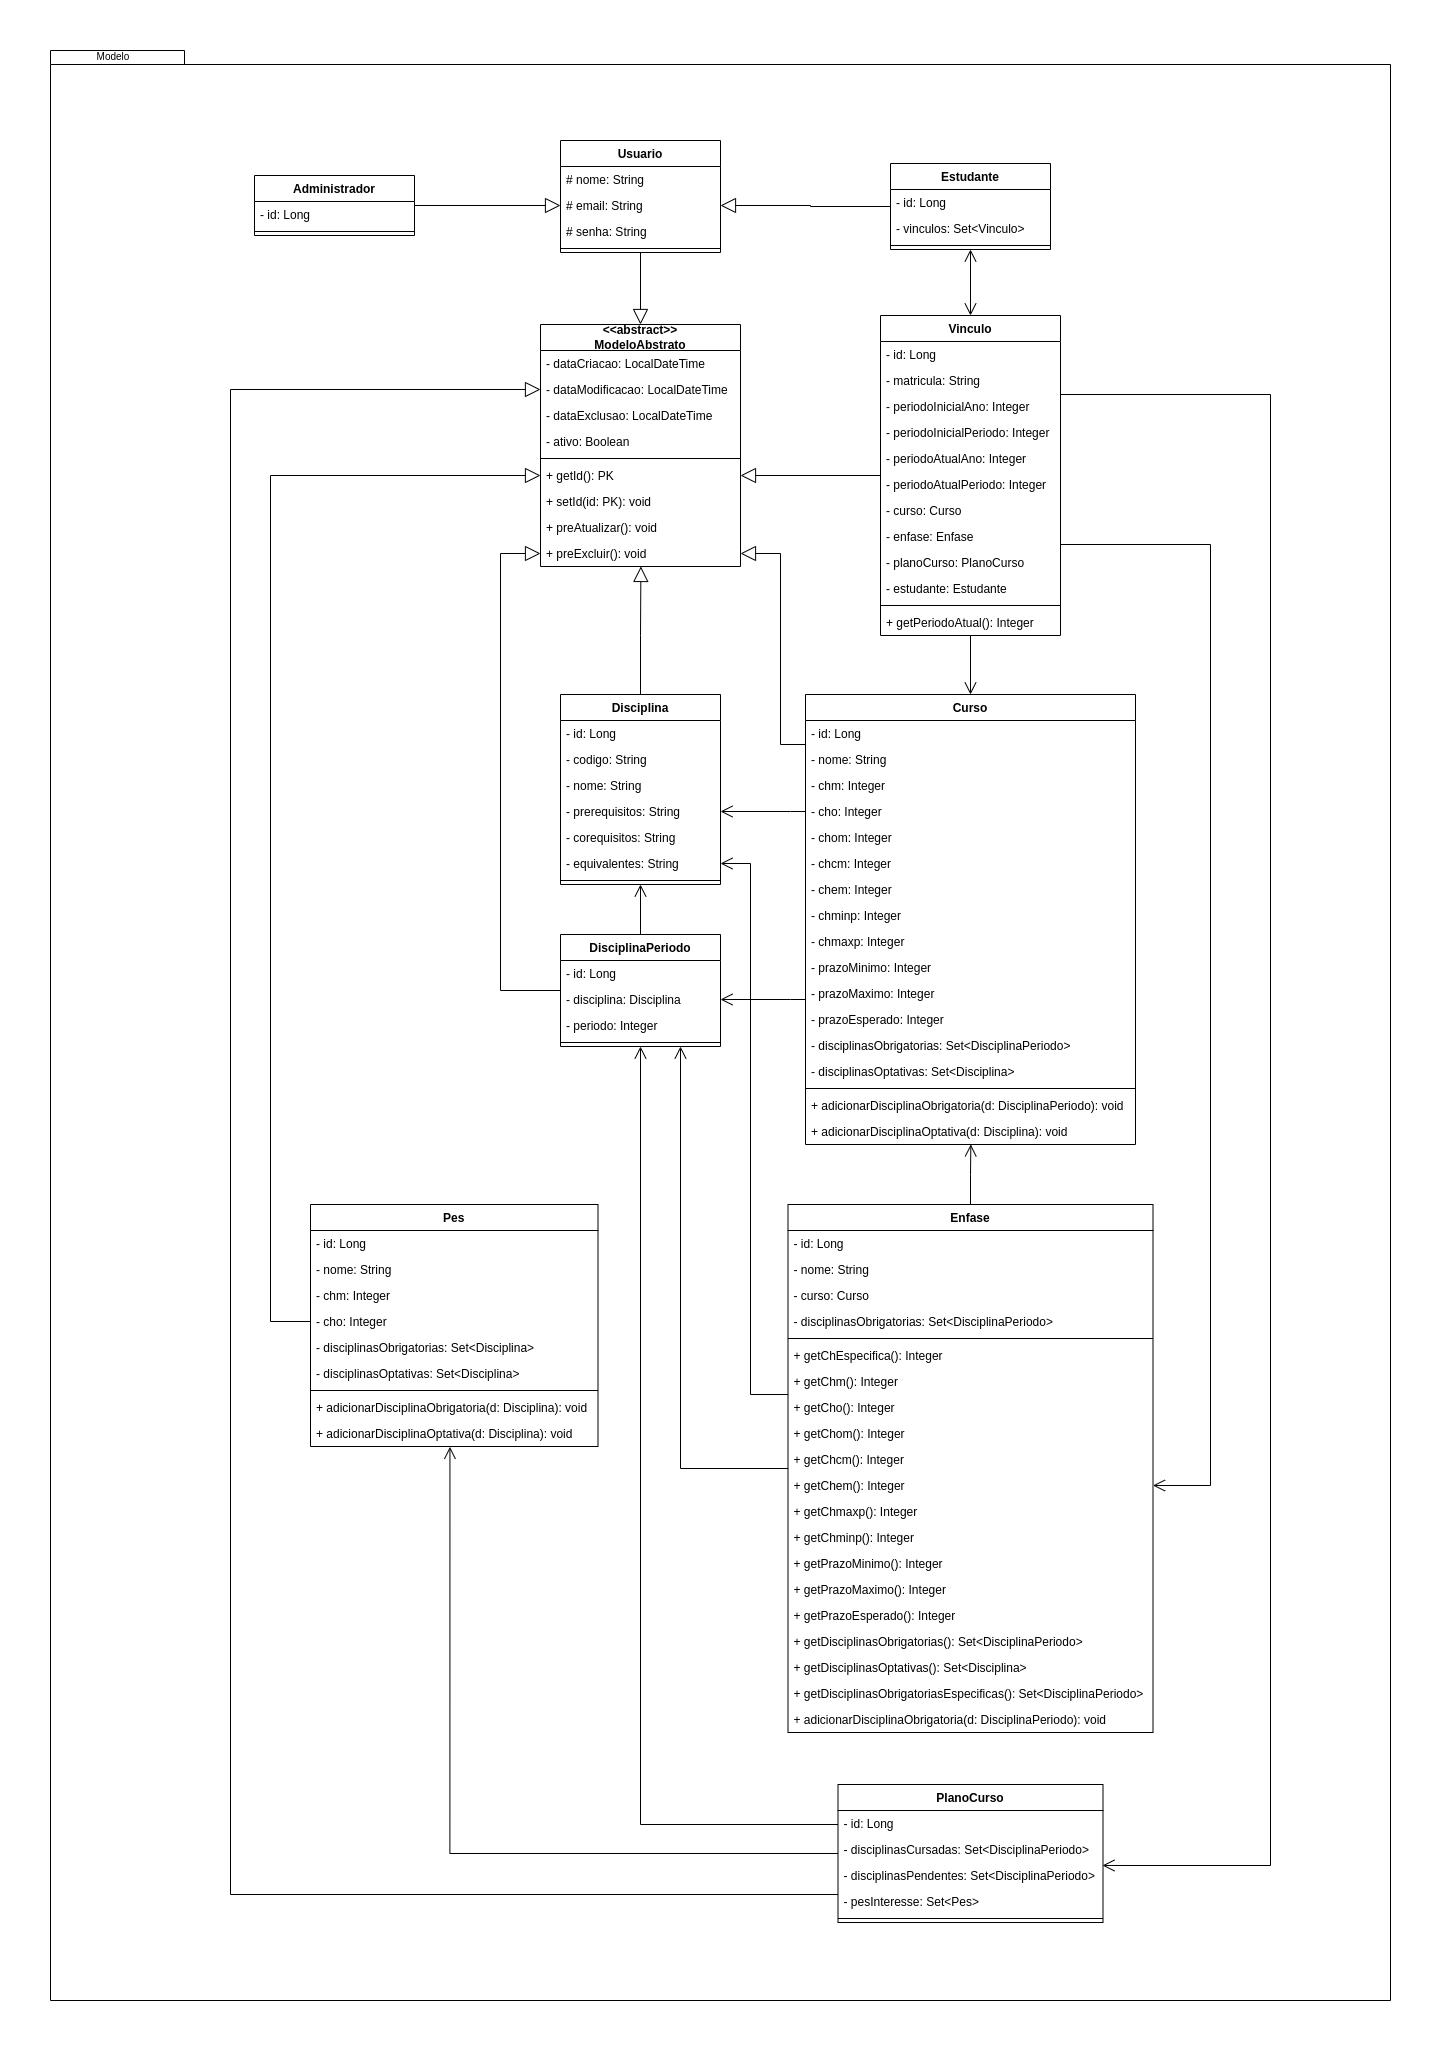 Modelo
Usuario
# nome: String
# email: String
# senha: String
Administrador
- id: Long
Estudante
- id: Long
- vinculos: Set<Vinculo>
<<abstract>>
ModeloAbstrato
- dataCriacao: LocalDateTime
- dataModificacao: LocalDateTime
- dataExclusao: LocalDateTime
- ativo: Boolean
+ getId(): PK
+ setId(id: PK): void
+ preAtualizar(): void
+ preExcluir(): void
Vinculo
- id: Long
- matricula: String
- periodoInicialAno: Integer
- periodoInicialPeriodo: Integer
- periodoAtualAno: Integer
- periodoAtualPeriodo: Integer
- curso: Curso
- enfase: Enfase
- planoCurso: PlanoCurso
- estudante: Estudante
+ getPeriodoAtual(): Integer
Disciplina
- id: Long
- codigo: String
- nome: String
- prerequisitos: String
- corequisitos: String
- equivalentes: String
Curso
- id: Long
- nome: String
- chm: Integer
- cho: Integer
- chom: Integer
- chcm: Integer
- chem: Integer
- chminp: Integer
- chmaxp: Integer
- prazoMinimo: Integer
- prazoMaximo: Integer
- prazoEsperado: Integer
- disciplinasObrigatorias: Set<DisciplinaPeriodo>
- disciplinasOptativas: Set<Disciplina>
+ adicionarDisciplinaObrigatoria(d: DisciplinaPeriodo): void
+ adicionarDisciplinaOptativa(d: Disciplina): void
DisciplinaPeriodo
- id: Long
- disciplina: Disciplina
- periodo: Integer
Pes
- id: Long
- nome: String
- chm: Integer
- cho: Integer
- disciplinasObrigatorias: Set<Disciplina>
- disciplinasOptativas: Set<Disciplina>
+ adicionarDisciplinaObrigatoria(d: Disciplina): void
+ adicionarDisciplinaOptativa(d: Disciplina): void
Enfase
- id: Long
- nome: String
- curso: Curso
- disciplinasObrigatorias: Set<DisciplinaPeriodo>
+ getChEspecifica(): Integer
+ getChm(): Integer
+ getCho(): Integer
+ getChom(): Integer
+ getChcm(): Integer
+ getChem(): Integer
+ getChmaxp(): Integer
+ getChminp(): Integer
+ getPrazoMinimo(): Integer
+ getPrazoMaximo(): Integer
+ getPrazoEsperado(): Integer
+ getDisciplinasObrigatorias(): Set<DisciplinaPeriodo>
+ getDisciplinasOptativas(): Set<Disciplina>
+ getDisciplinasObrigatoriasEspecificas(): Set<DisciplinaPeriodo>
+ adicionarDisciplinaObrigatoria(d: DisciplinaPeriodo): void
PlanoCurso
- id: Long
- disciplinasCursadas: Set<DisciplinaPeriodo>
- disciplinasPendentes: Set<DisciplinaPeriodo>
- pesInteresse: Set<Pes>